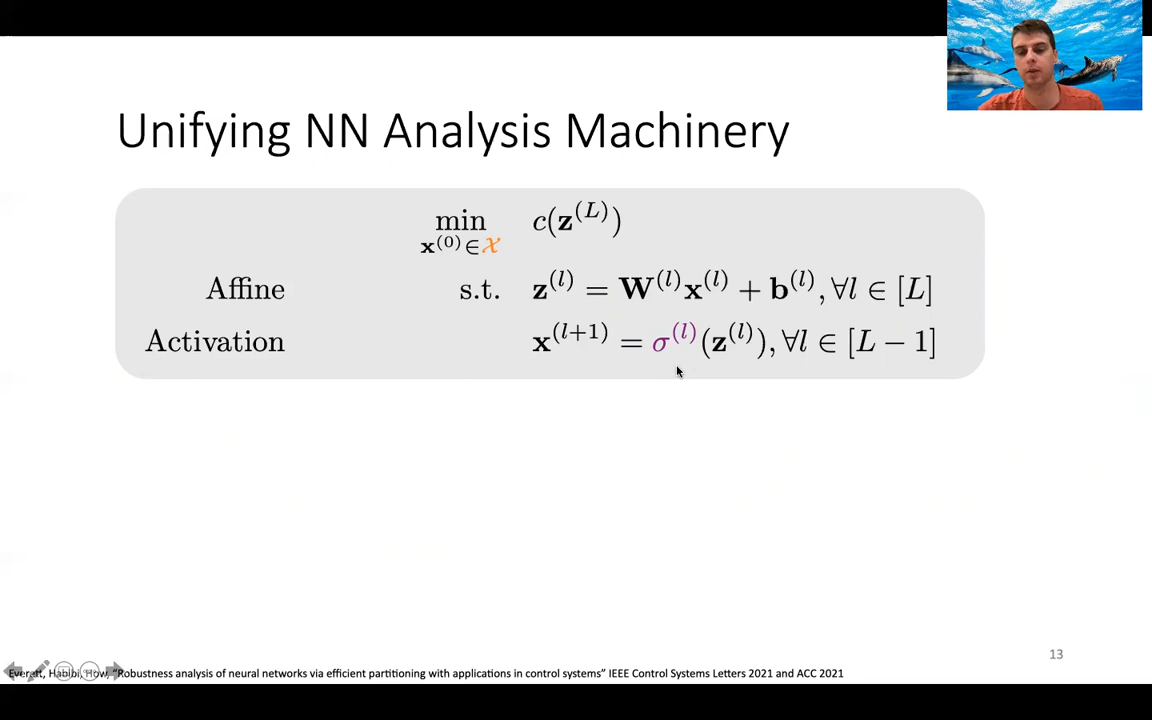 Unifying NN Analysis Machinery
min c(z^(L))
x^(0)∈𝒳
Affine s.t. z^(l) = W^(l)x^(l) + b^(l), ∀l ∈ [L]
Activation x^(l+1) = σ^(l)(z^(l)), ∀l ∈ [L − 1]
13
Everett, Habibi, How, "Robustness analysis of neural networks via efficient partitioning with applications in control systems" IEEE Control Systems Letters 2021 and ACC 2021